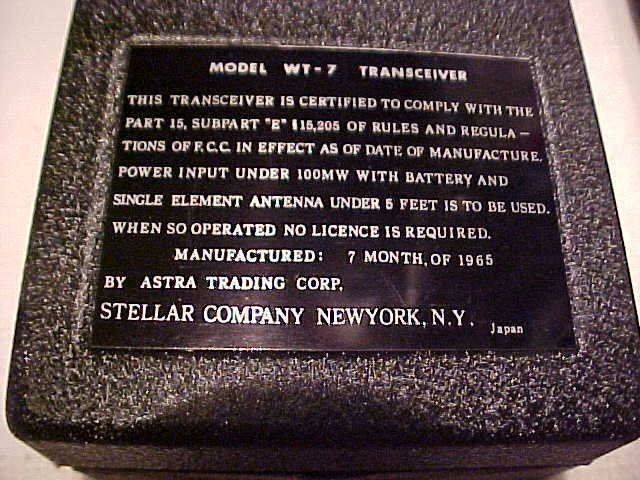 MODEL WT-7 TRANSCEIVER
THIS TRANSCEIVER IS CERTIFIED TO COMPLY WITH THE
PART 15, SUBPART "E" §15,205 OF RULES AND REGULA-
TIONS OF F.C.C. IN EFFECT AS OF DATE OF MANUFACTURE.
POWER INPUT UNDER 100MW WITH BATTERY AND
SINGLE ELEMENT ANTENNA UNDER 5 FEET IS TO BE USED.
WHEN SO OPERATED NO LICENCE IS REQUIRED.
MANUFACTURED: 7 MONTH, OF 1965
BY ASTRA TRADING CORP.
STELLAR COMPANY NEWYORK, N.Y. Japan